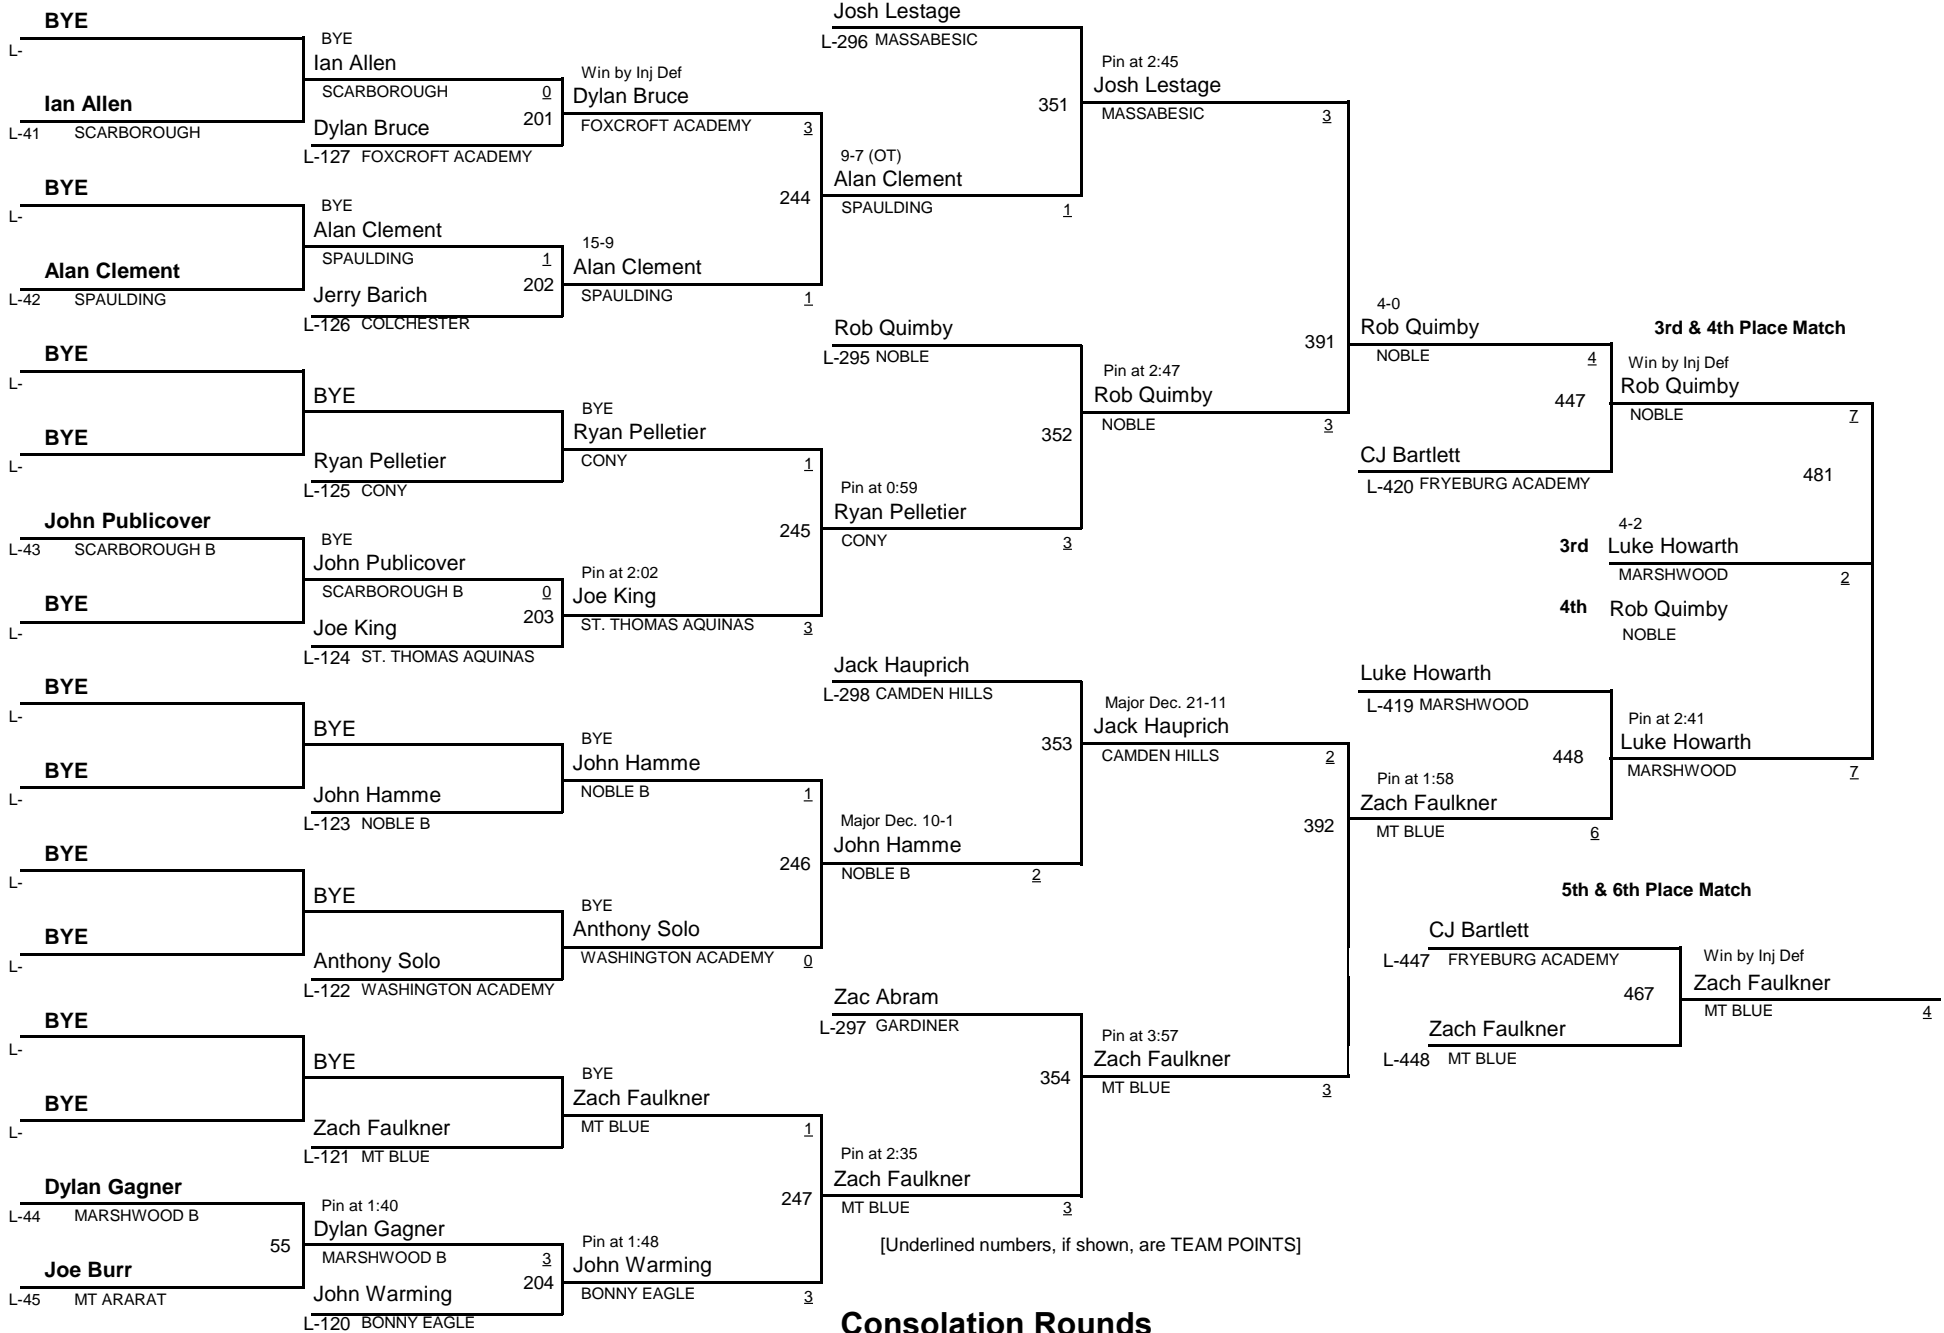 BYE
L-
Ian Allen
L-41 SCARBOROUGH
BYE
L-
Alan Clement
L-42 SPAULDING
BYE
L-
BYE
L-
John Publicover
L-43 SCARBOROUGH B
BYE
L-
BYE
L-
BYE
L-
BYE
L-
BYE
L-
BYE
L-
BYE
L-
Dylan Gagner
L-44 MARSHWOOD B
55
Joe Burr
L-45 MT ARARAT
BYE
Ian Allen
SCARBOROUGH 0
201
Dylan Bruce
L-127 FOXCROFT ACADEMY
BYE
Alan Clement
SPAULDING 1
202
Jerry Barich
L-126 COLCHESTER
BYE
Ryan Pelletier
L-125 CONY
BYE
John Publicover
SCARBOROUGH B 0
203
Joe King
L-124 ST. THOMAS AQUINAS
BYE
John Hamme
L-123 NOBLE B
BYE
Anthony Solo
L-122 WASHINGTON ACADEMY
BYE
Zach Faulkner
L-121 MT BLUE
Pin at 1:40
Dylan Gagner
MARSHWOOD B 3
204
John Warming
L-120 BONNY EAGLE
Win by Inj Def
Dylan Bruce
FOXCROFT ACADEMY 3
244
15-9
Alan Clement
SPAULDING 1
BYE
Ryan Pelletier
CONY 1
245
Pin at 2:02
Joe King
ST. THOMAS AQUINAS 3
BYE
John Hamme
NOBLE B 1
246
BYE
Anthony Solo
WASHINGTON ACADEMY 0
BYE
Zach Faulkner
MT BLUE 1
247
Pin at 1:48
John Warming
BONNY EAGLE 3
Josh Lestage
L-296 MASSABESIC
351
9-7 (OT)
Alan Clement
SPAULDING 1
Rob Quimby
L-295 NOBLE
352
Pin at 0:59
Ryan Pelletier
CONY 3
Jack Hauprich
L-298 CAMDEN HILLS
353
Major Dec. 10-1
John Hamme
NOBLE B 2
Zac Abram
L-297 GARDINER
354
Pin at 2:35
Zach Faulkner
MT BLUE 3
Pin at 2:45
Josh Lestage
MASSABESIC 3
391
Pin at 2:47
Rob Quimby
NOBLE 3
Major Dec. 21-11
Jack Hauprich
CAMDEN HILLS 2
392
Pin at 3:57
Zach Faulkner
MT BLUE 3
4-0
Rob Quimby
NOBLE 4
447
CJ Bartlett
L-420 FRYEBURG ACADEMY
Luke Howarth
L-419 MARSHWOOD
448
Pin at 1:58
Zach Faulkner
MT BLUE 6
3rd & 4th Place Match
Win by Inj Def
Rob Quimby
NOBLE 7
481
4-2
3rd Luke Howarth
MARSHWOOD 2
4th Rob Quimby
NOBLE
Pin at 2:41
Luke Howarth
MARSHWOOD 7
5th & 6th Place Match
CJ Bartlett
L-447 FRYEBURG ACADEMY
467
Zach Faulkner
L-448 MT BLUE
Win by Inj Def
Zach Faulkner
MT BLUE 4
[Underlined numbers, if shown, are TEAM POINTS]
Consolation Rounds